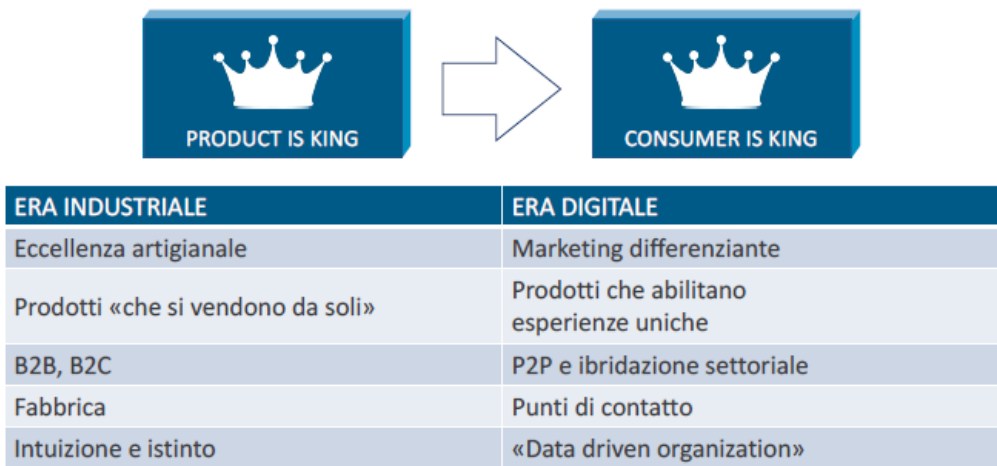 PRODUCT IS KING
CONSUMER IS KING
ERA INDUSTRIALE
ERA DIGITALE
Eccellenza artigianale
Marketing differenziante
Prodotti «che si vendono da soli»
Prodotti che abilitano
esperienze uniche
B2B, B2C
P2P e ibridazione settoriale
Fabbrica
Punti di contatto
Intuizione e istinto
«Data driven organization»